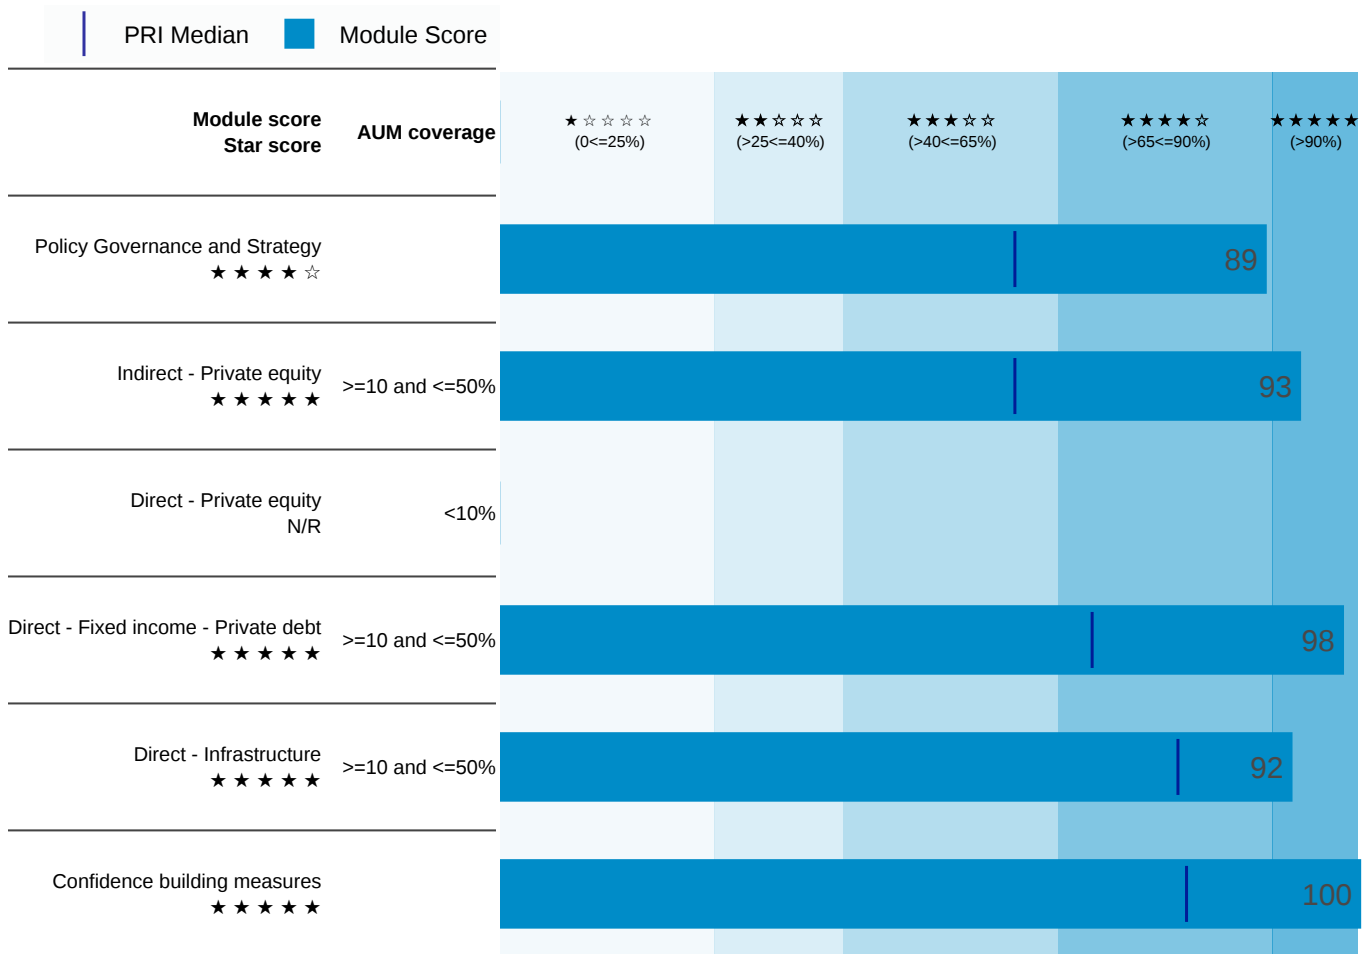 PRI Median Module Score
Module score
Star score
AUM coverage
★☆☆☆☆
(0<=25%)
★★☆☆☆
(>25<=40%)
★★★☆☆
(>40<=65%)
★★★★☆
(>65<=90%)
★★★★★
(>90%)
Policy Governance and Strategy
★★★★☆
89
Indirect - Private equity
★★★★★
>=10 and <=50%
93
Direct - Private equity
N/R
<10%
Direct - Fixed income - Private debt
★★★★★
>=10 and <=50%
98
Direct - Infrastructure
★★★★★
>=10 and <=50%
92
Confidence building measures
★★★★★
100